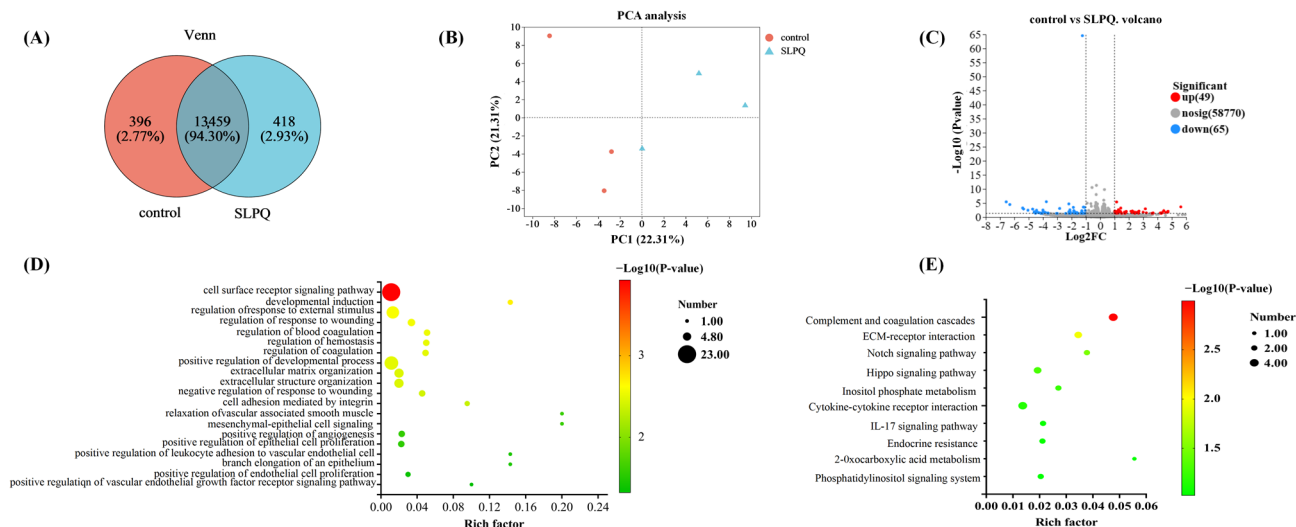 (A)
Venn
396
(2.77%)
13,459
(94.30%)
418
(2.93%)
control
SLPQ
(B)
PCA analysis
control
SLPQ
PC2 (21.31%)
10
8
6
4
2
0
-2
-4
-6
-8
-10
-10
-8
-6
-4
-2
0
2
4
6
8
10
PC1 (22.31%)
(C)
control vs SLPQ. volcano
-Log10 (Pvalue)
65
60
55
50
45
40
35
30
25
20
15
10
5
0
-8 -7 -6 -5 -4 -3 -2 -1 0 1 2 3 4 5 6
Log2FC
Significant
up(49)
nosig(58770)
down(65)
(D)
cell surface receptor signaling pathway
developmental induction
regulation ofresponse to external stimulus
regulation of response to wounding
regulation of blood coagulation
regulation of hemostasis
regulation of coagulation
positive regulation of developmental process
extracellular matrix organization
extracellular structure organization
negative regulation of response to wounding
cell adhesion mediated by integrin
relaxation ofvascular associated smooth muscle
mesenchymal-epithelial cell signaling
positive regulation of angiogenesis
positive regulation of epithelial cell proliferation
positive regulation of leukocyte adhesion to vascular endothelial cell
branch elongation of an epithelium
positive regulation of endothelial cell proliferation
positive regulation of vascular endothelial growth factor receptor signaling pathway
0.00 0.04 0.08 0.12 0.16 0.20 0.24
Rich factor
−Log10(P-value)
3
2
Number
1.00
4.80
23.00
(E)
Complement and coagulation cascades
ECM-receptor interaction
Notch signaling pathway
Hippo signaling pathway
Inositol phosphate metabolism
Cytokine-cytokine receptor interaction
IL-17 signaling pathway
Endocrine resistance
2-0xocarboxylic acid metabolism
Phosphatidylinositol signaling system
0.00 0.01 0.02 0.03 0.04 0.05 0.06
Rich factor
−Log10(P-value)
2.5
2.0
1.5
Number
1.00
2.00
4.00